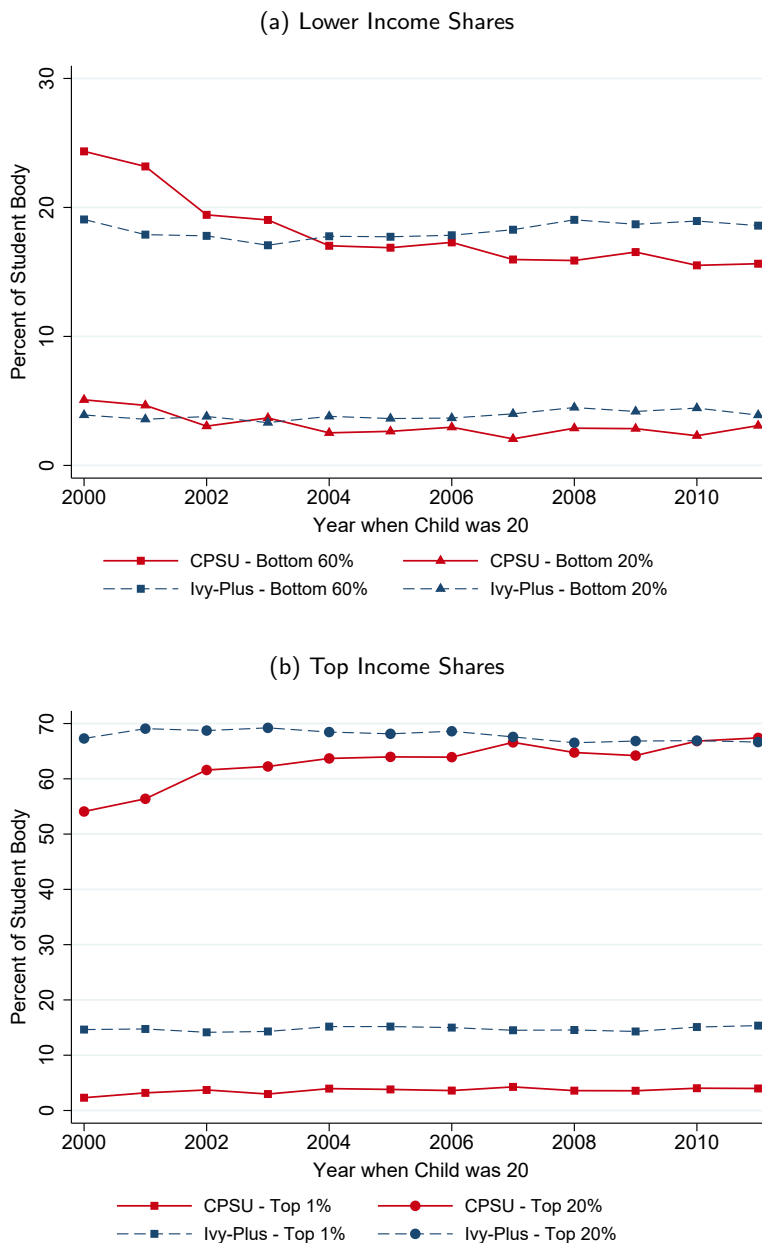 (a) Lower Income Shares
30
20
10
0
Percent of Student Body
2000 2002 2004 2006 2008 2010
Year when Child was 20
CPSU - Bottom 60% CPSU - Bottom 20%
Ivy-Plus - Bottom 60% Ivy-Plus - Bottom 20%
(b) Top Income Shares
70
60
50
40
30
20
10
0
Percent of Student Body
2000 2002 2004 2006 2008 2010
Year when Child was 20
CPSU - Top 1% CPSU - Top 20%
Ivy-Plus - Top 1% Ivy-Plus - Top 20%